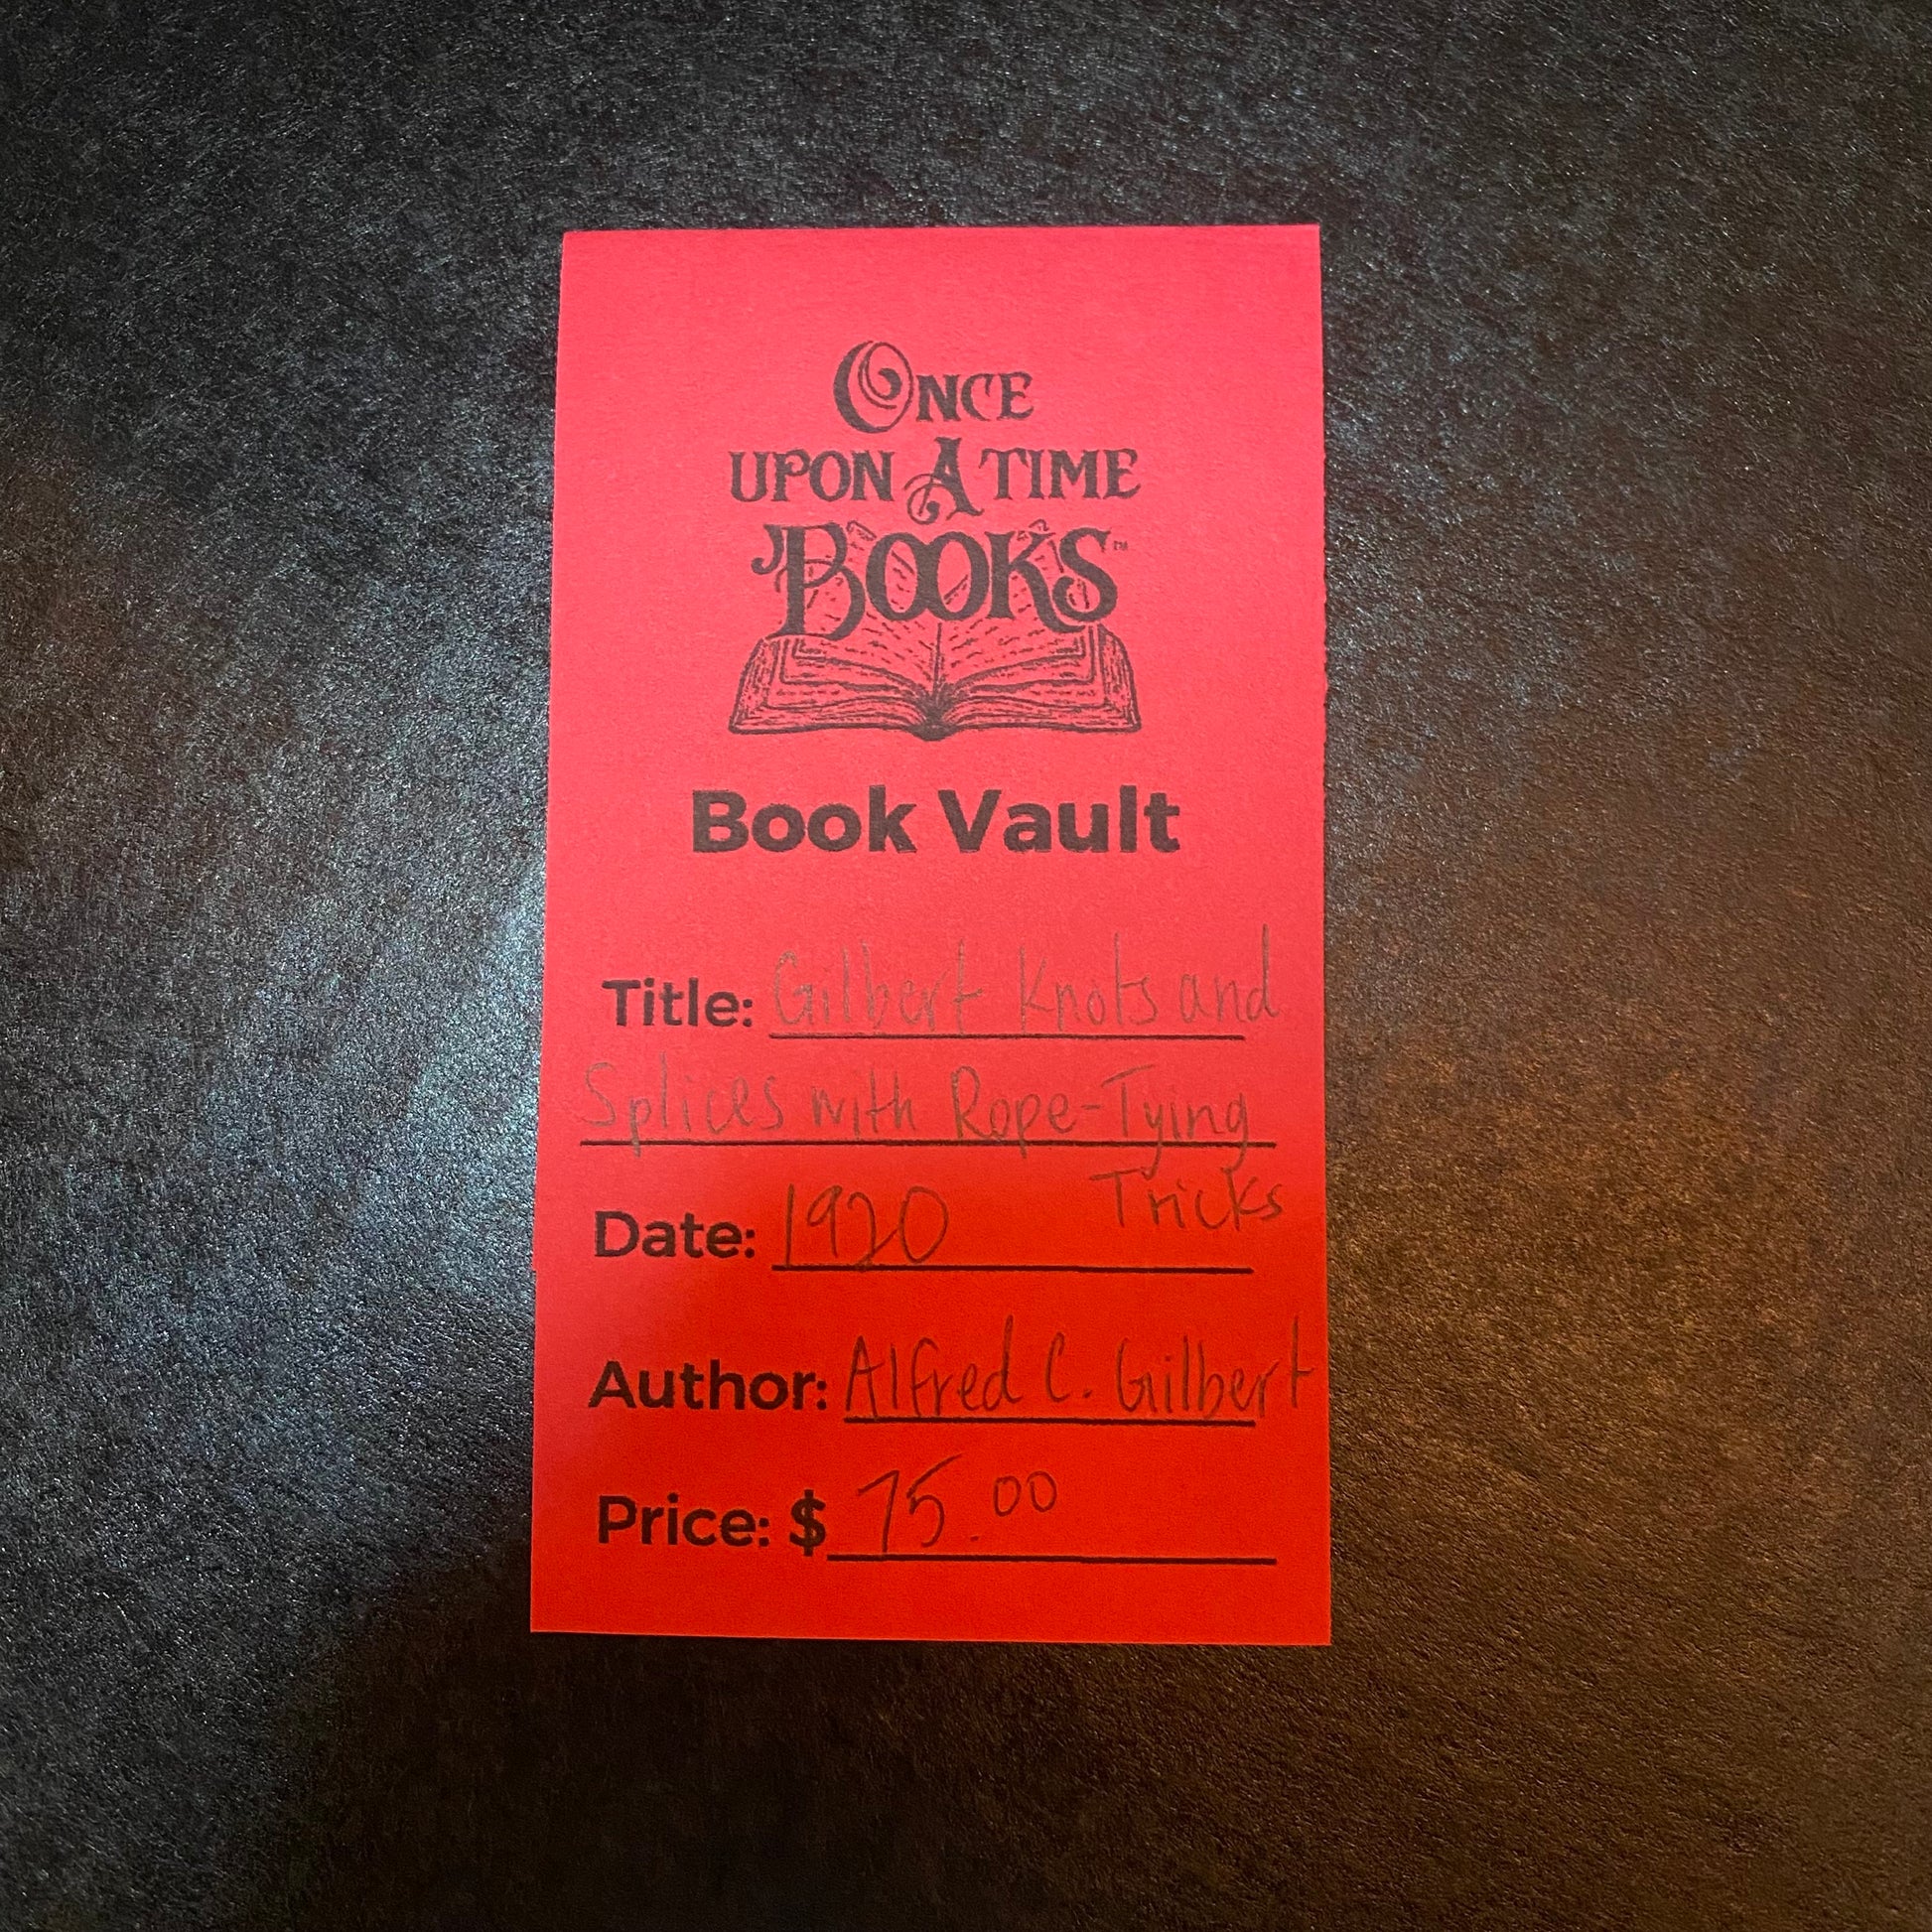 ONCE
UPON A TIME
BOOKS™
Book Vault
Title: Gilbert Knots and
Splices with Rope-Tying
Tricks
Date: 1920
Author: Alfred C. Gilbert
Price: $ 75.00